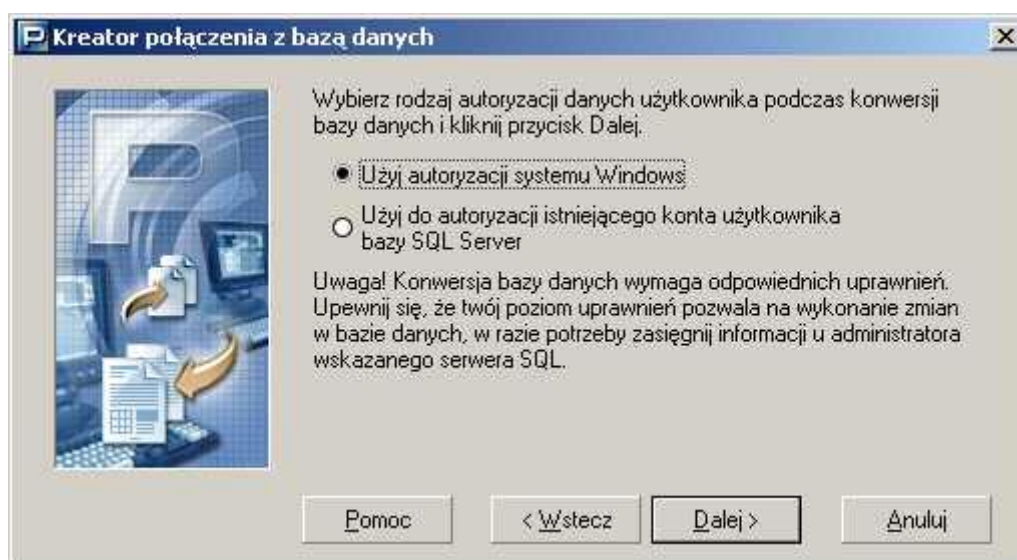 Kreator połączenia z bazą danych
Wybierz rodzaj autoryzacji danych użytkownika podczas konwersji
bazy danych i kliknij przycisk Dalej.
Użyj autoryzacji systemu Windows
Użyj do autoryzacji istniejącego konta użytkownika
bazy SQL Server
Uwaga! Konwersja bazy danych wymaga odpowiednich uprawnień.
Upewnij się, że twój poziom uprawnień pozwala na wykonanie zmian
w bazie danych, w razie potrzeby zasięgnij informacji u administratora
wskazanego serwera SQL.
Pomoc
< Wstecz
Dalej >
Anuluj